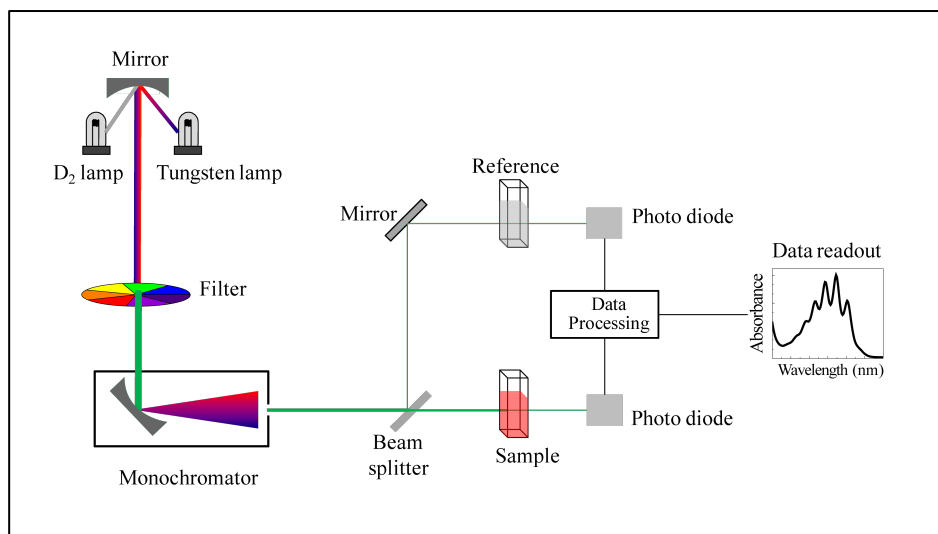 Mirror
D₂ lamp
Tungsten lamp
Filter
Monochromator
Mirror
Beam
splitter
Reference
Sample
Photo diode
Data
Processing
Photo diode
Data readout
Absorbance
Wavelength (nm)